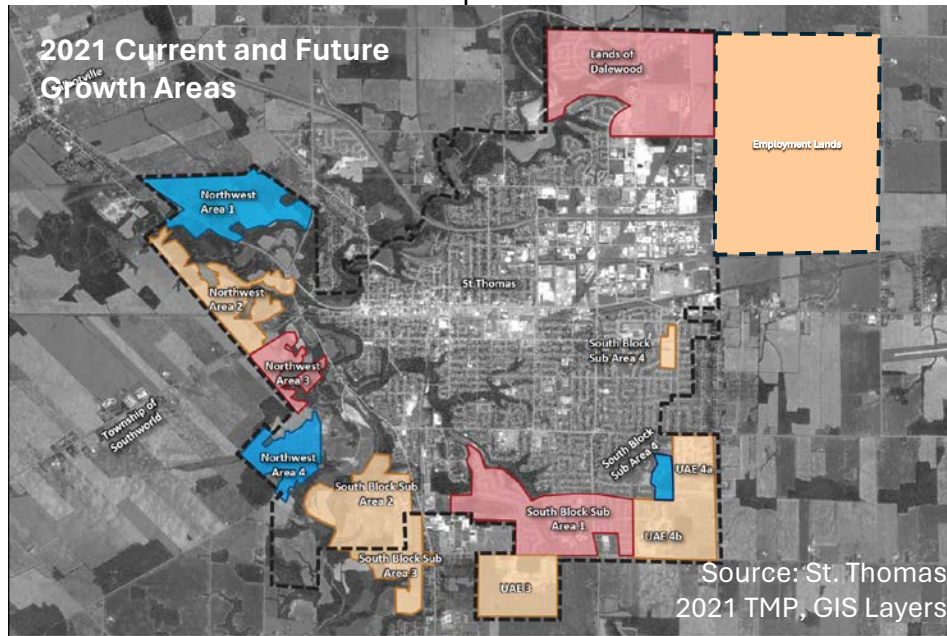 2021 Current and Future
Growth Areas
Lands of
Dalewood
Employment Lands
Northwest
Area 1
Northwest
Area 2
St Thomas
South Block
Sub Area 4
Northwest
Area 3
Township of
Southworld
Northwest
Area 4
South Block
Sub Area 4
UAE 4a
South Block Sub
Area 2
South Block Sub
Area 1
UAE 4b
South Block Sub
Area 3
UAE 3
Source: St. Thomas
2021 TMP, GIS Layers